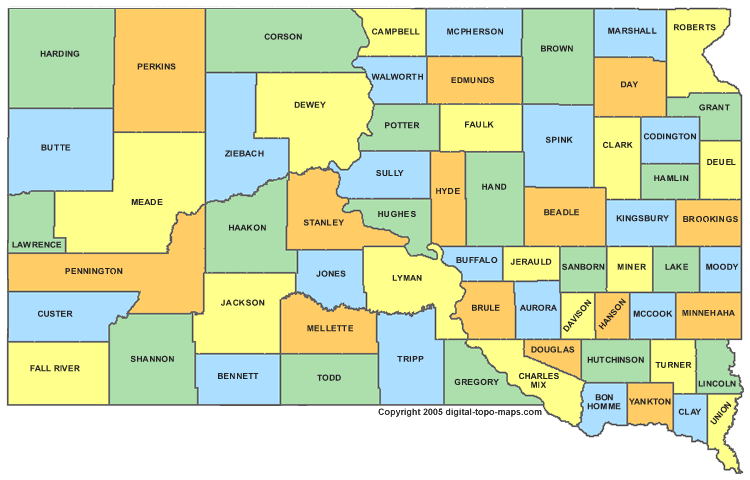 HARDING
PERKINS
CORSON
CAMPBELL
MCPHERSON
BROWN
MARSHALL
ROBERTS
WALWORTH
EDMUNDS
DAY
DEWEY
GRANT
BUTTE
ZIEBACH
POTTER
FAULK
SPINK
CLARK
CODINGTON
DEUEL
HAMLIN
MEADE
SULLY
HYDE
HAND
LAWRENCE
HAAKON
STANLEY
HUGHES
BEADLE
KINGSBURY
BROOKINGS
PENNINGTON
JONES
LYMAN
BUFFALO
JERAULD
SANBORN
MINER
LAKE
MOODY
CUSTER
JACKSON
MELLETTE
BRULE
AURORA
DAVISON
HANSON
MCCOOK
MINNEHAHA
FALL RIVER
SHANNON
BENNETT
TODD
TRIPP
GREGORY
CHARLES
MIX
DOUGLAS
HUTCHINSON
TURNER
LINCOLN
BON
HOMME
YANKTON
CLAY
UNION
Copyright 2005 digital-topo-maps.com